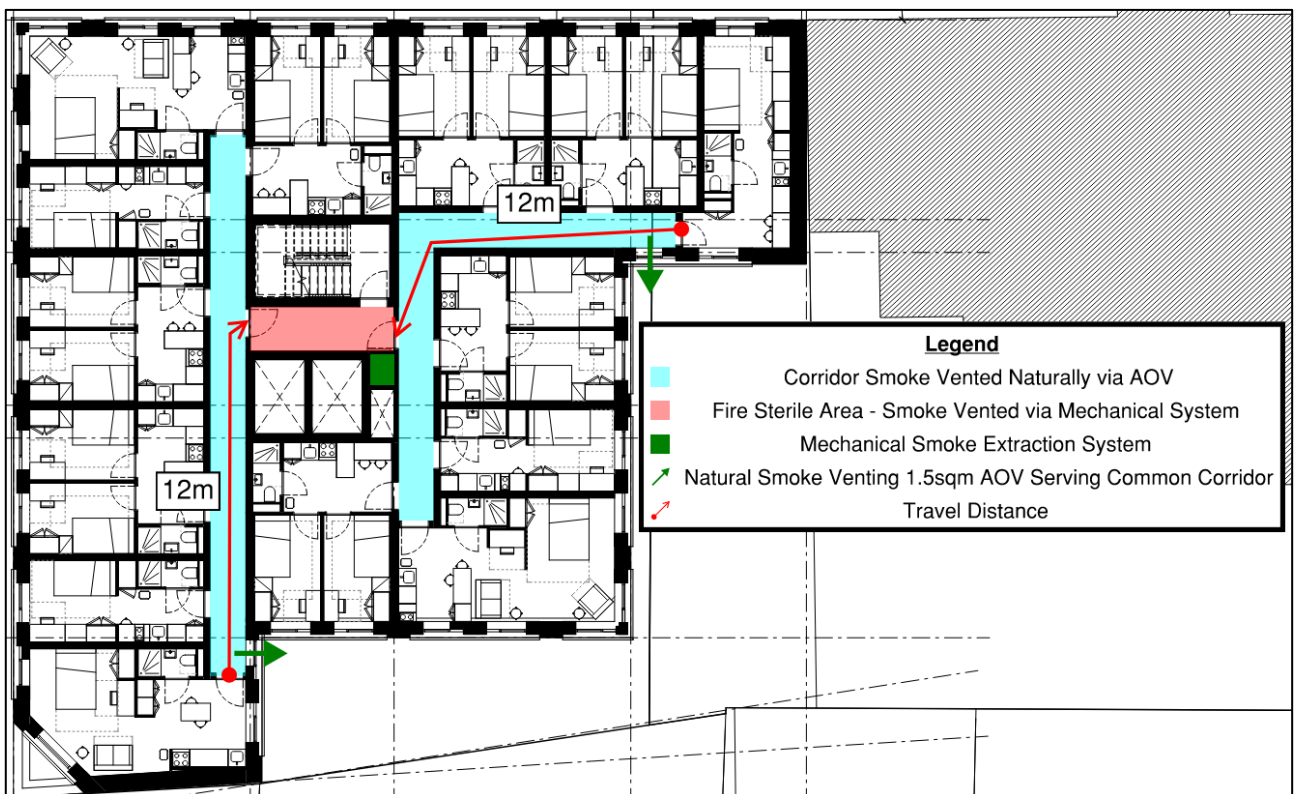 12m
12m
Legend
Corridor Smoke Vented Naturally via AOV
Fire Sterile Area - Smoke Vented via Mechanical System
Mechanical Smoke Extraction System
Natural Smoke Venting 1.5sqm AOV Serving Common Corridor
Travel Distance